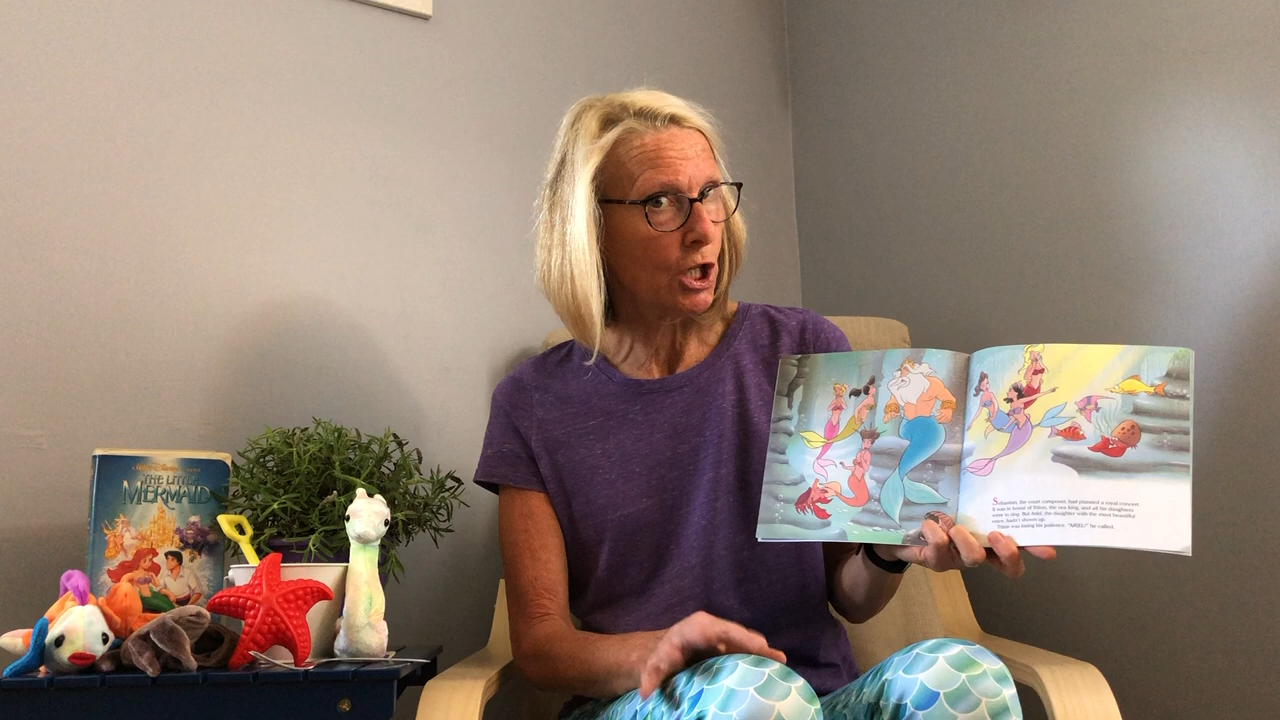 WALT DISNEY'S
THE LITTLE
MERMAID
Sebastian, the court composer, had planned a royal concert.
It was in honor of Triton, the sea king, and all his daughters
were to sing. But Ariel, the daughter with the most beautiful
voice, hadn't shown up.
Triton was losing his patience. "ARIEL!" he called.